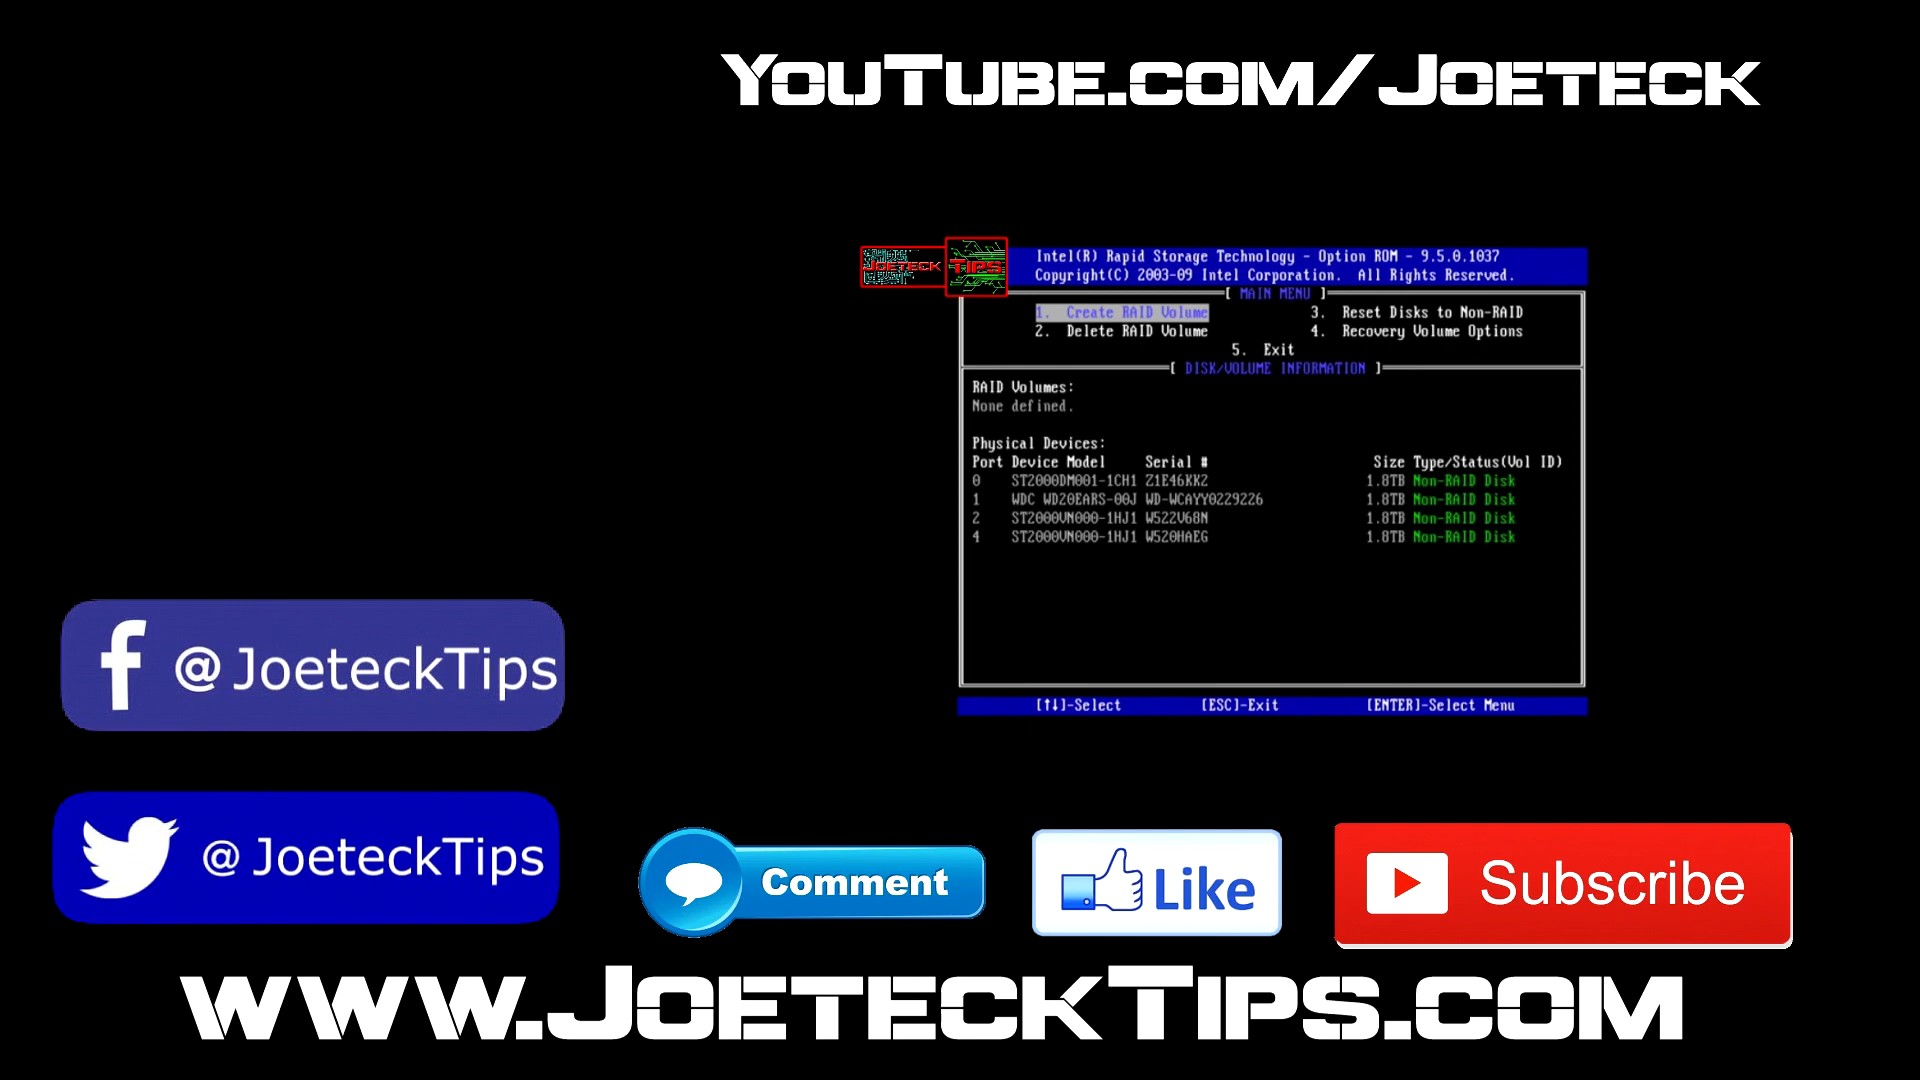 YouTube.com/Joeteck
JOETECK TIPS
Intel(R) Rapid Storage Technology - Option ROM - 9.5.0.1037
Copyright(C) 2003-09 Intel Corporation. All Rights Reserved.
[ MAIN MENU ]
1. Create RAID Volume 3. Reset Disks to Non-RAID
2. Delete RAID Volume 4. Recovery Volume Options
5. Exit
[ DISK/VOLUME INFORMATION ]
RAID Volumes:
None defined.
Physical Devices:
Port Device Model Serial # Size Type/Status(Vol ID)
0 ST2000DM001-1CH1 Z1E46KK2 1.8TB Non-RAID Disk
1 WDC WD20EARS-00J WD-WCAYY0229226 1.8TB Non-RAID Disk
2 ST2000VN000-1HJ1 W522V68N 1.8TB Non-RAID Disk
4 ST2000VN000-1HJ1 W520HAEG 1.8TB Non-RAID Disk
[↑↓]-Select [ESC]-Exit [ENTER]-Select Menu
f @JoeteckTips
@JoeteckTips
Comment
Like
Subscribe
www.JoeteckTips.com